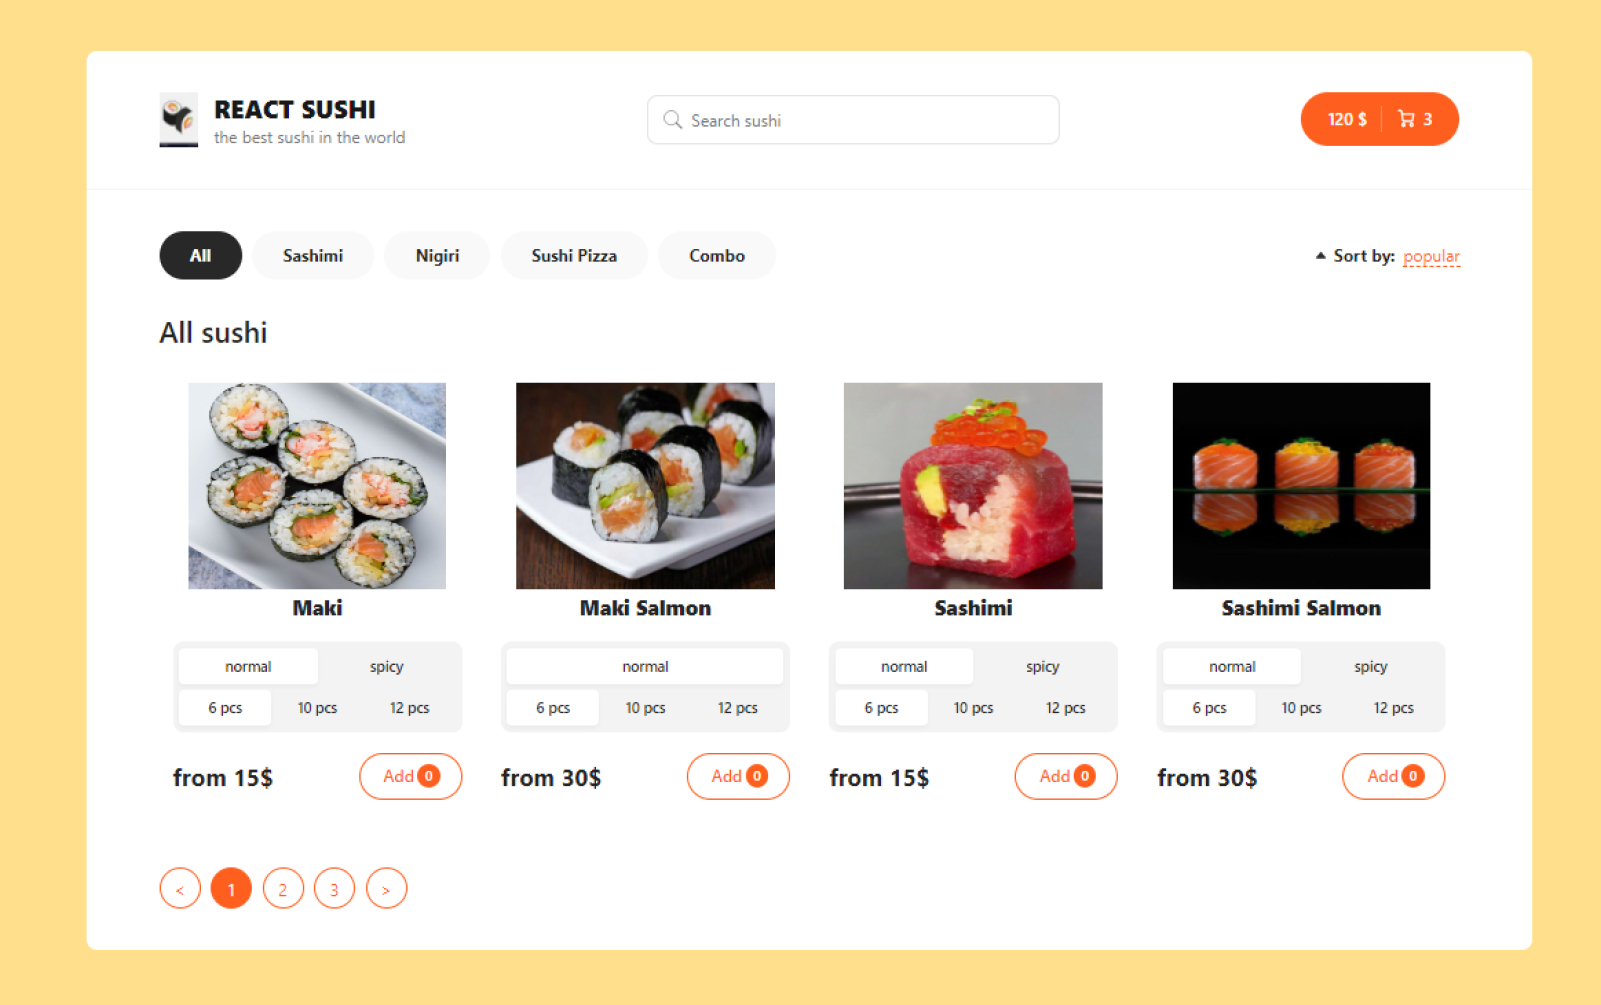 REACT SUSHI
the best sushi in the world
Search sushi
120 $ 3
All Sashimi Nigiri Sushi Pizza Combo
Sort by: popular
All sushi
Maki Maki Salmon Sashimi Sashimi Salmon
normal spicy normal normal spicy normal spicy
6 pcs 10 pcs 12 pcs 6 pcs 10 pcs 12 pcs 6 pcs 10 pcs 12 pcs 6 pcs 10 pcs 12 pcs
from 15$ Add 0 from 30$ Add 0 from 15$ Add 0 from 30$ Add 0
< 1 2 3 >